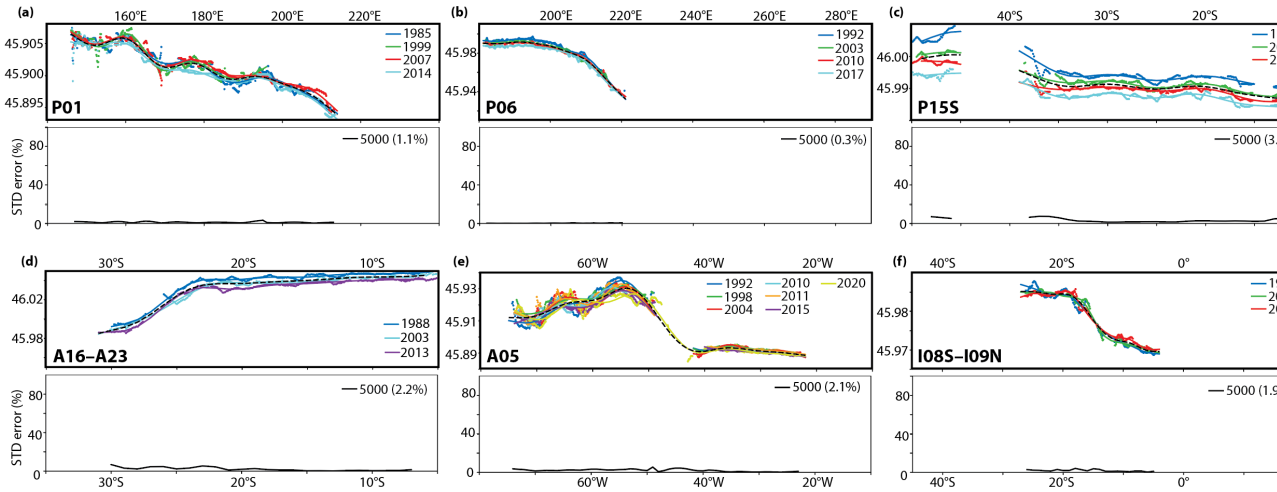 (a) 160°E 180°E 200°E 220°E
45.905
45.900
45.895
1985
1999
2007
2014
P01
STD error (%)
80
40
0
5000 (1.1%)
(b) 200°E 220°E 240°E 260°E 280°E
45.98
45.94
1992
2003
2010
2017
P06
80
40
0
5000 (0.3%)
(c) 40°S 30°S 20°S
46.00
45.99
P15S
80
40
0
5000 (3.
(d) 30°S 20°S 10°S
46.02
45.98
1988
2003
2013
A16–A23
STD error (%)
80
40
0
5000 (2.2%)
30°S 20°S 10°S
(e) 60°W 40°W 20°W
45.93
45.91
45.89
1992 2010 2020
1998 2011
2004 2015
A05
80
40
0
5000 (2.1%)
60°W 40°W 20°W
(f) 40°S 20°S 0°
45.98
45.97
I08S–I09N
80
40
0
5000 (1.9
40°S 20°S 0°